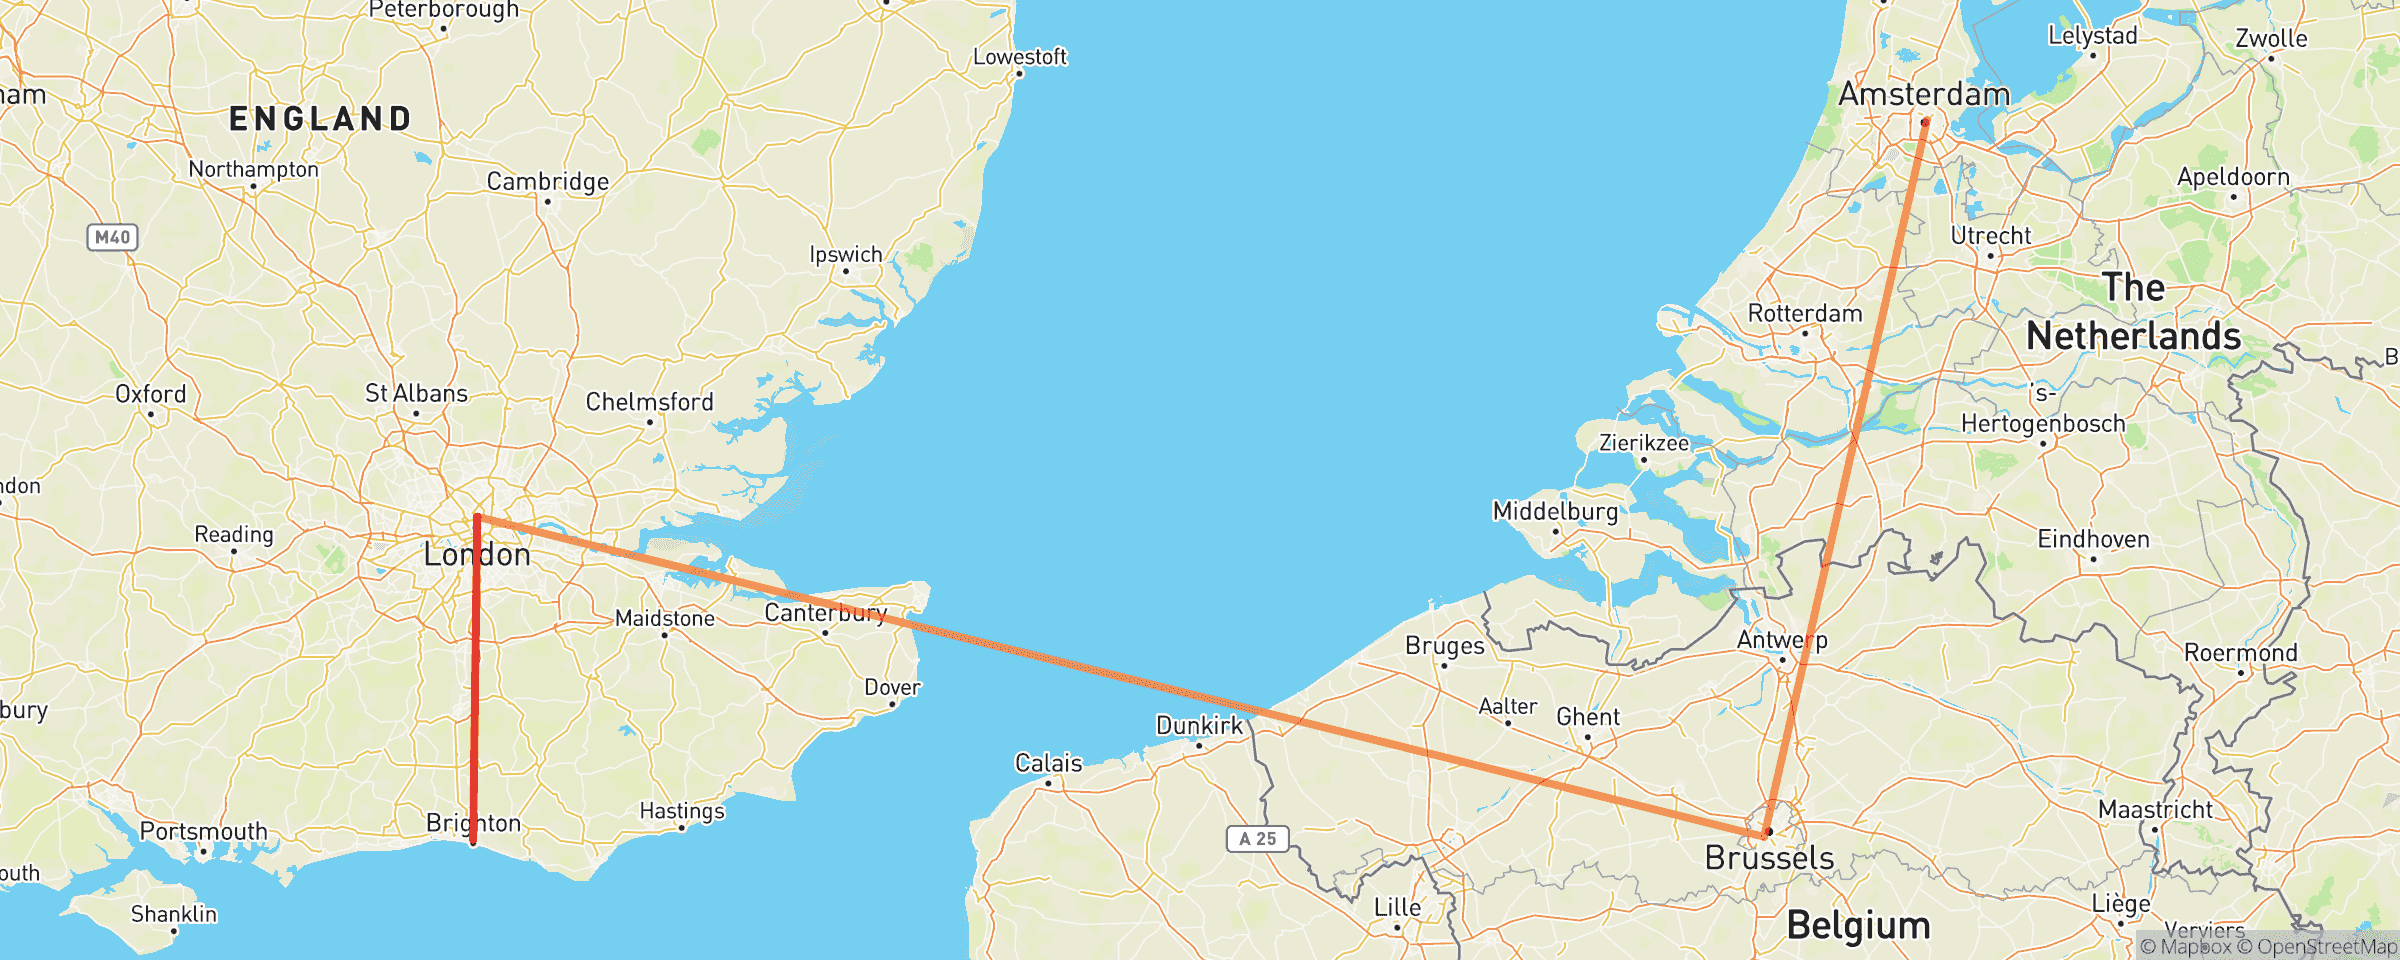 Peterborough
Lowestoft
Lelystad
Zwolle
ham
Amsterdam
ENGLAND
Northampton
Cambridge
Apeldoorn
M40
Utrecht
Ipswich
The
Netherlands
Rotterdam
B
Oxford
St Albans
Chelmsford
's-
Hertogenbosch
Zierikzee
ndon
Middelburg
Reading
London
Eindhoven
Maidstone
Canterbury
Bruges
Antwerp
Roermond
Dover
bury
Aalter
Ghent
Dunkirk
Calais
Hastings
Maastricht
Brighton
Portsmouth
A 25
Brussels
outh
Lille
Liège
Shanklin
Belgium
Verviers
© Mapbox © OpenStreetMap